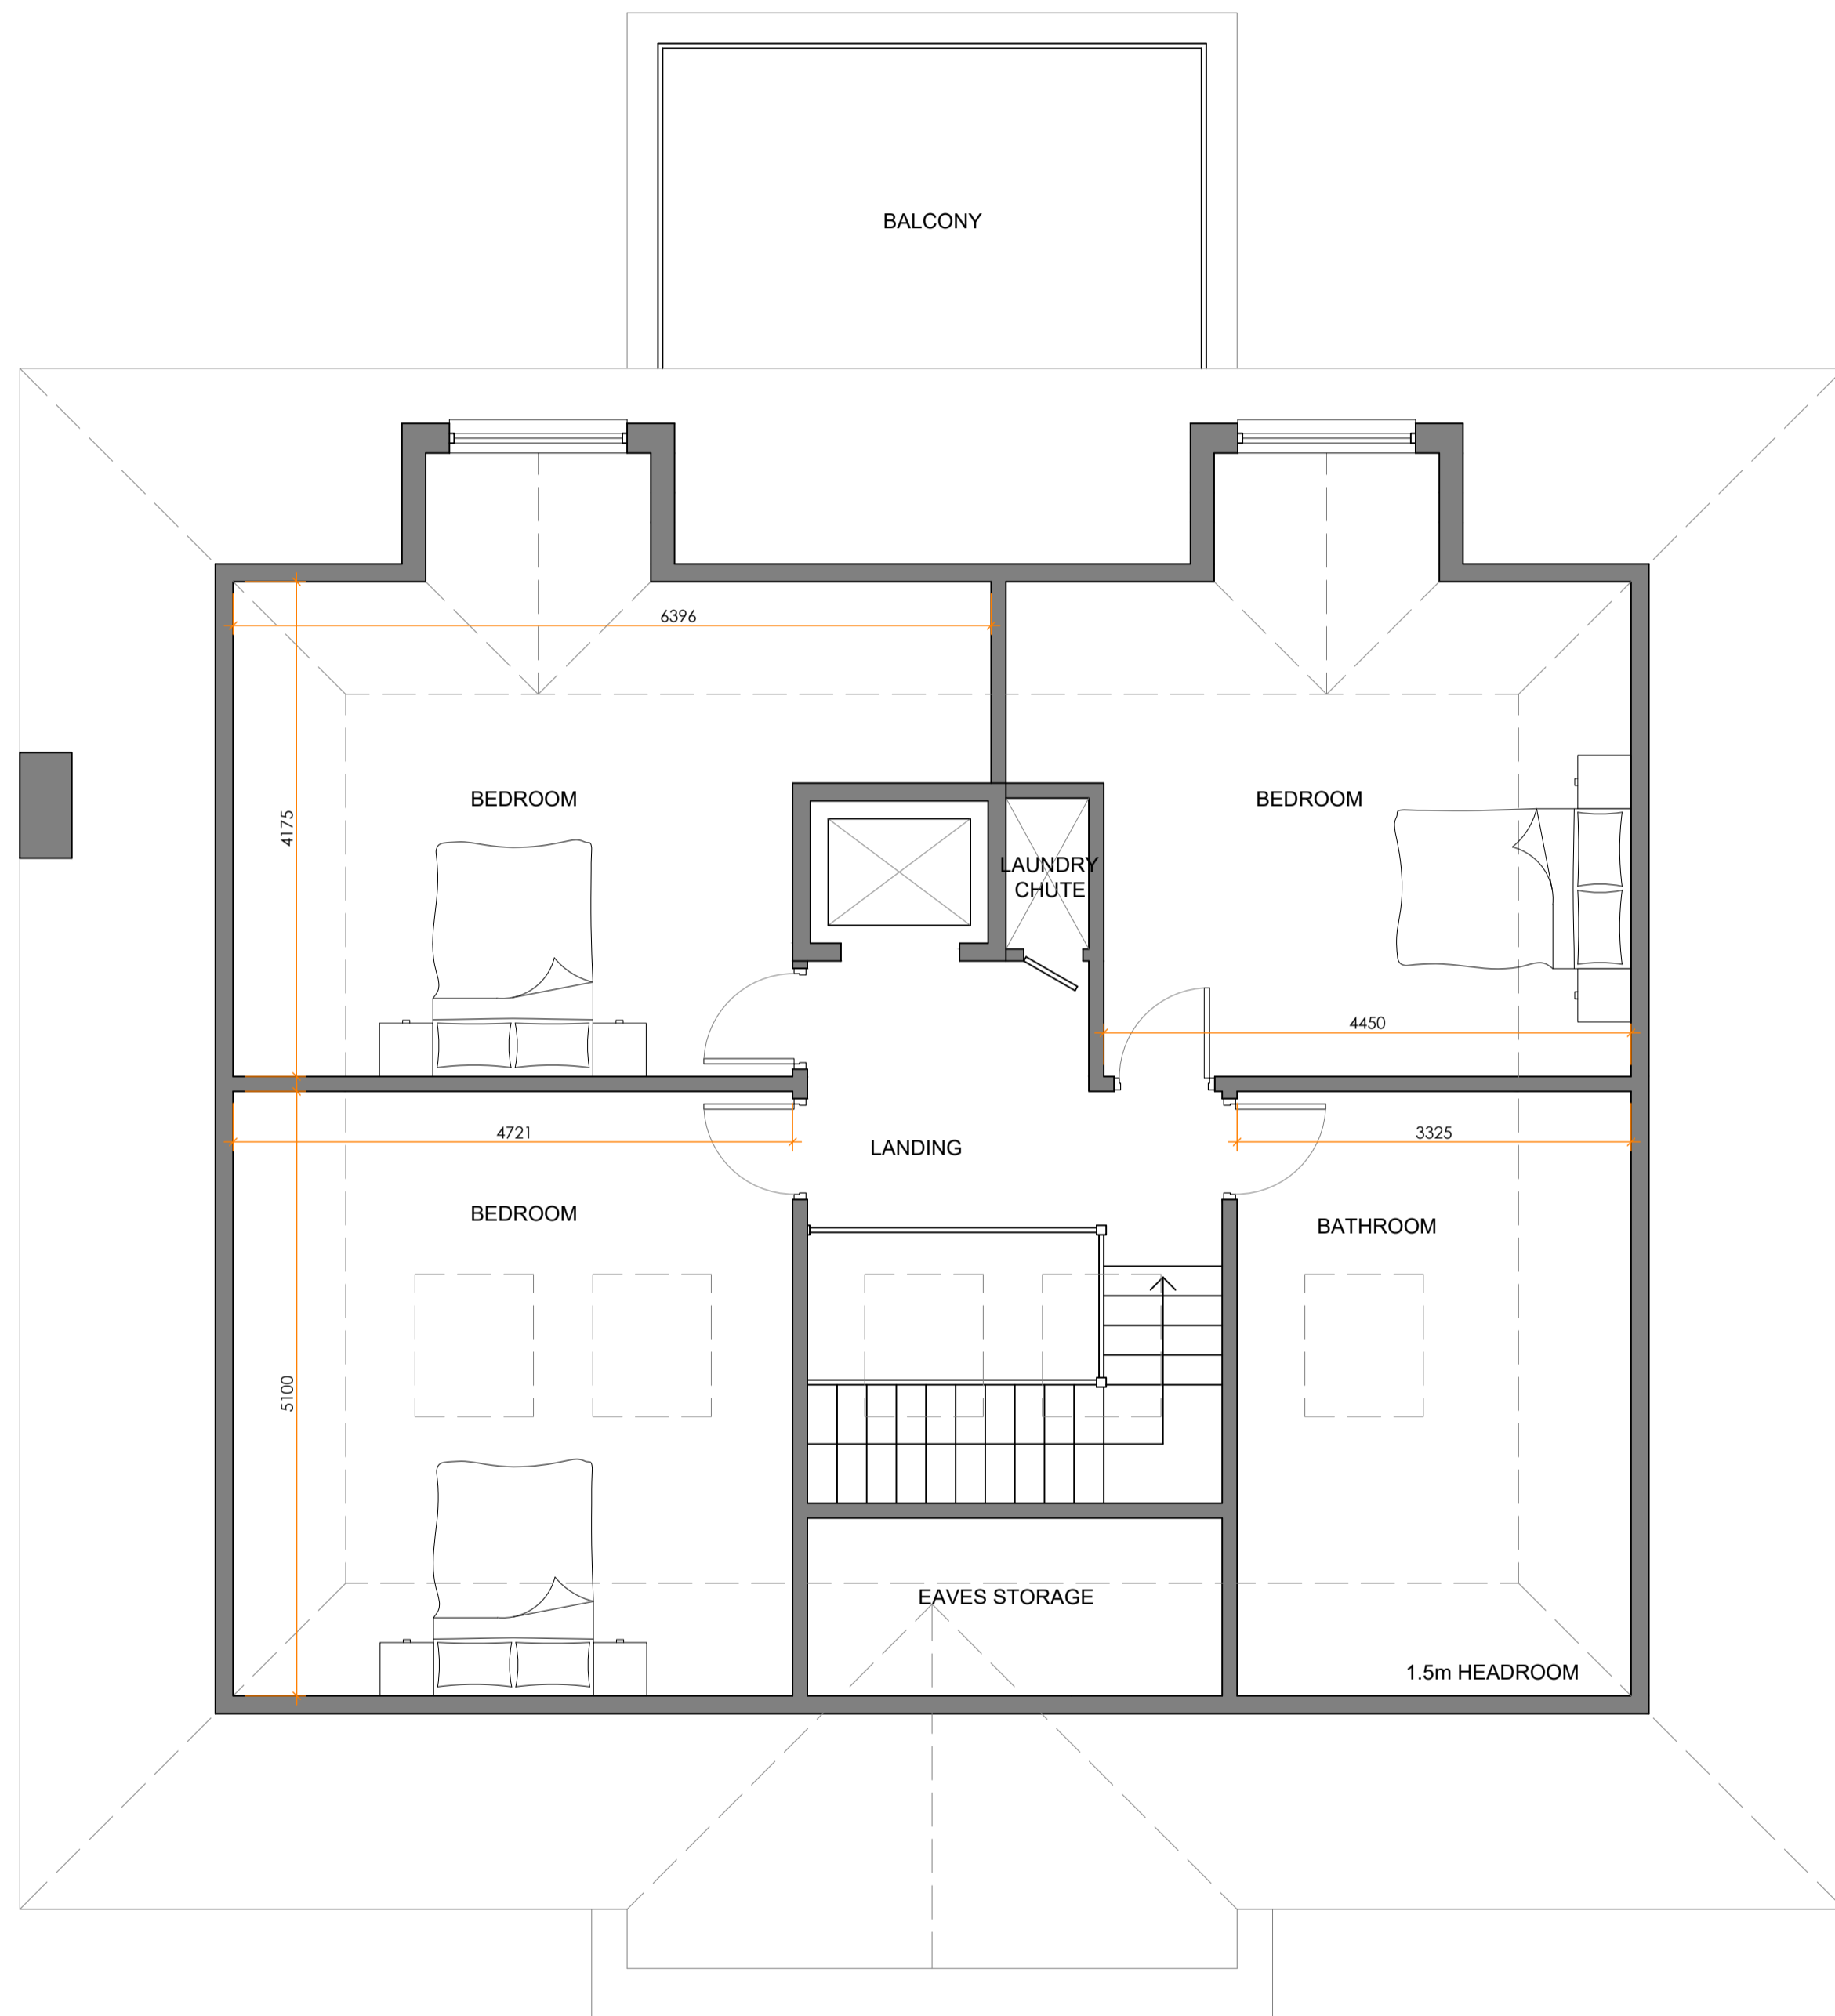 BALCONY
6396
BEDROOM
BEDROOM
4175
LAUNDRY
CHUTE
4450
4721
3325
LANDING
BEDROOM
BATHROOM
5100
EAVES STORAGE
1.5m HEADROOM